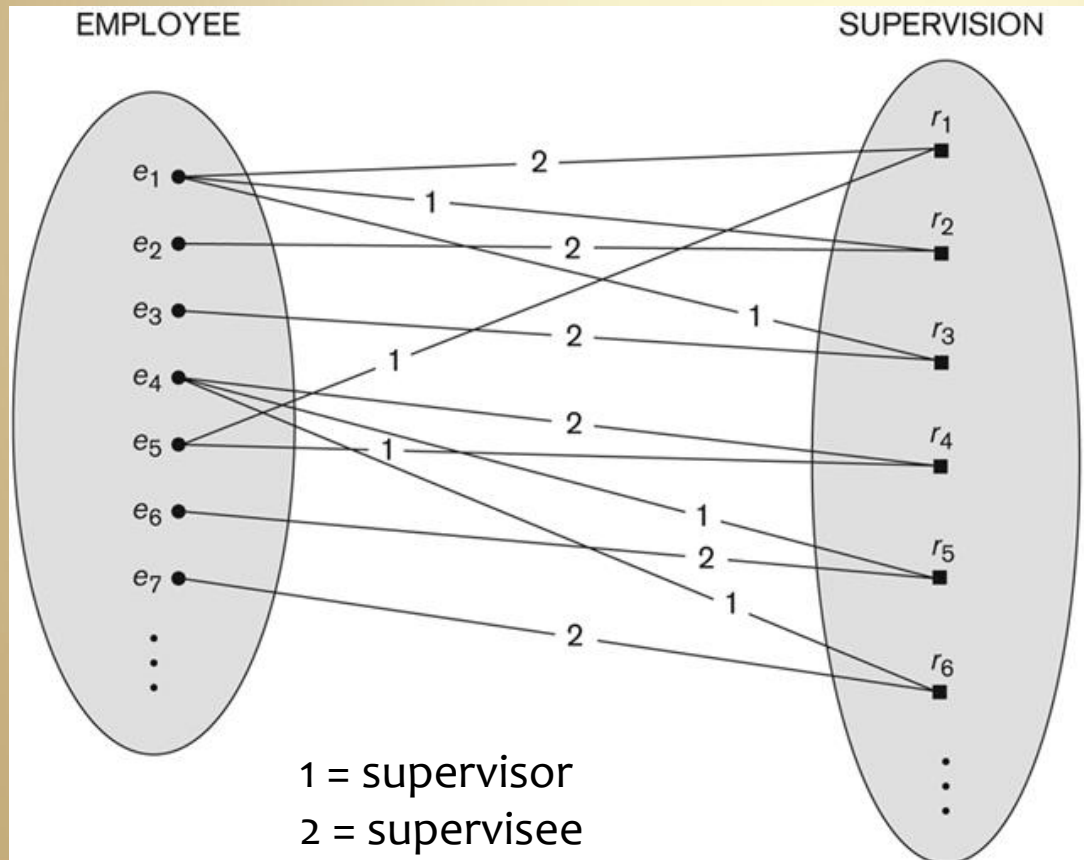 EMPLOYEE
SUPERVISION
e1
e2
e3
e4
e5
e6
e7
2
1
2
1
2
1
2
1
1
2
1
2
r1
r2
r3
r4
r5
r6
1 = supervisor
2 = supervisee